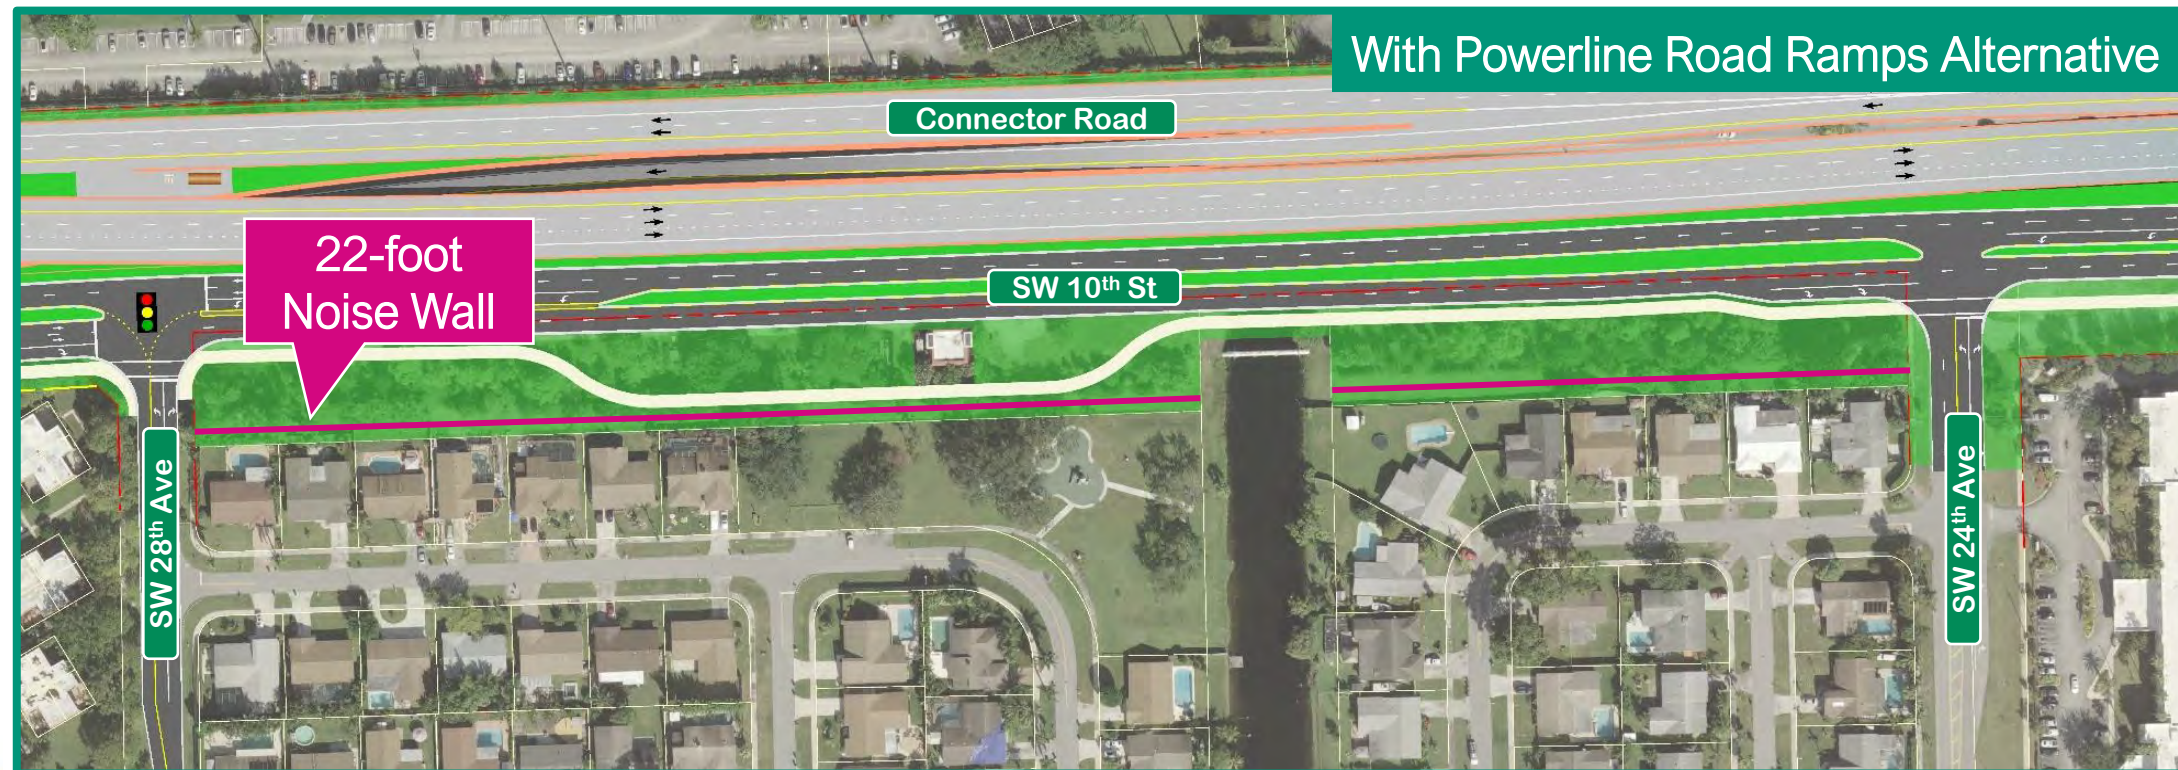 With Powerline Road Ramps Alternative
Connector Road
22-foot
Noise Wall
SW 10th St
SW 28th Ave
SW 24th Ave